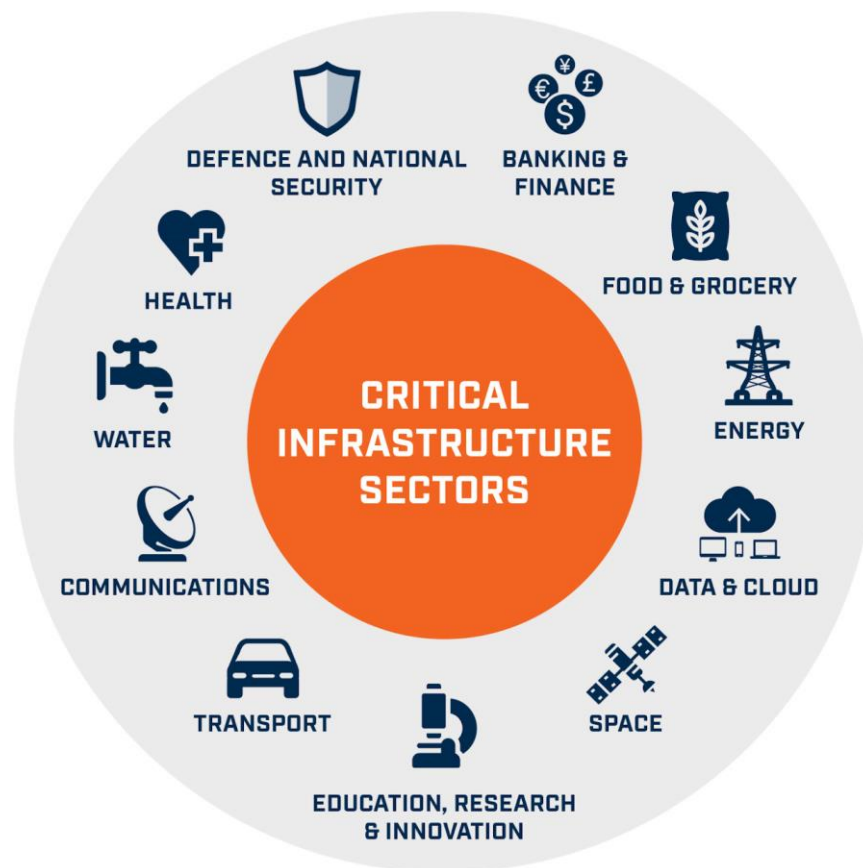 DEFENCE AND NATIONAL
SECURITY
¥
€
£
$
BANKING &
FINANCE
FOOD & GROCERY
ENERGY
DATA & CLOUD
SPACE
EDUCATION, RESEARCH
& INNOVATION
TRANSPORT
COMMUNICATIONS
WATER
HEALTH
CRITICAL
INFRASTRUCTURE
SECTORS